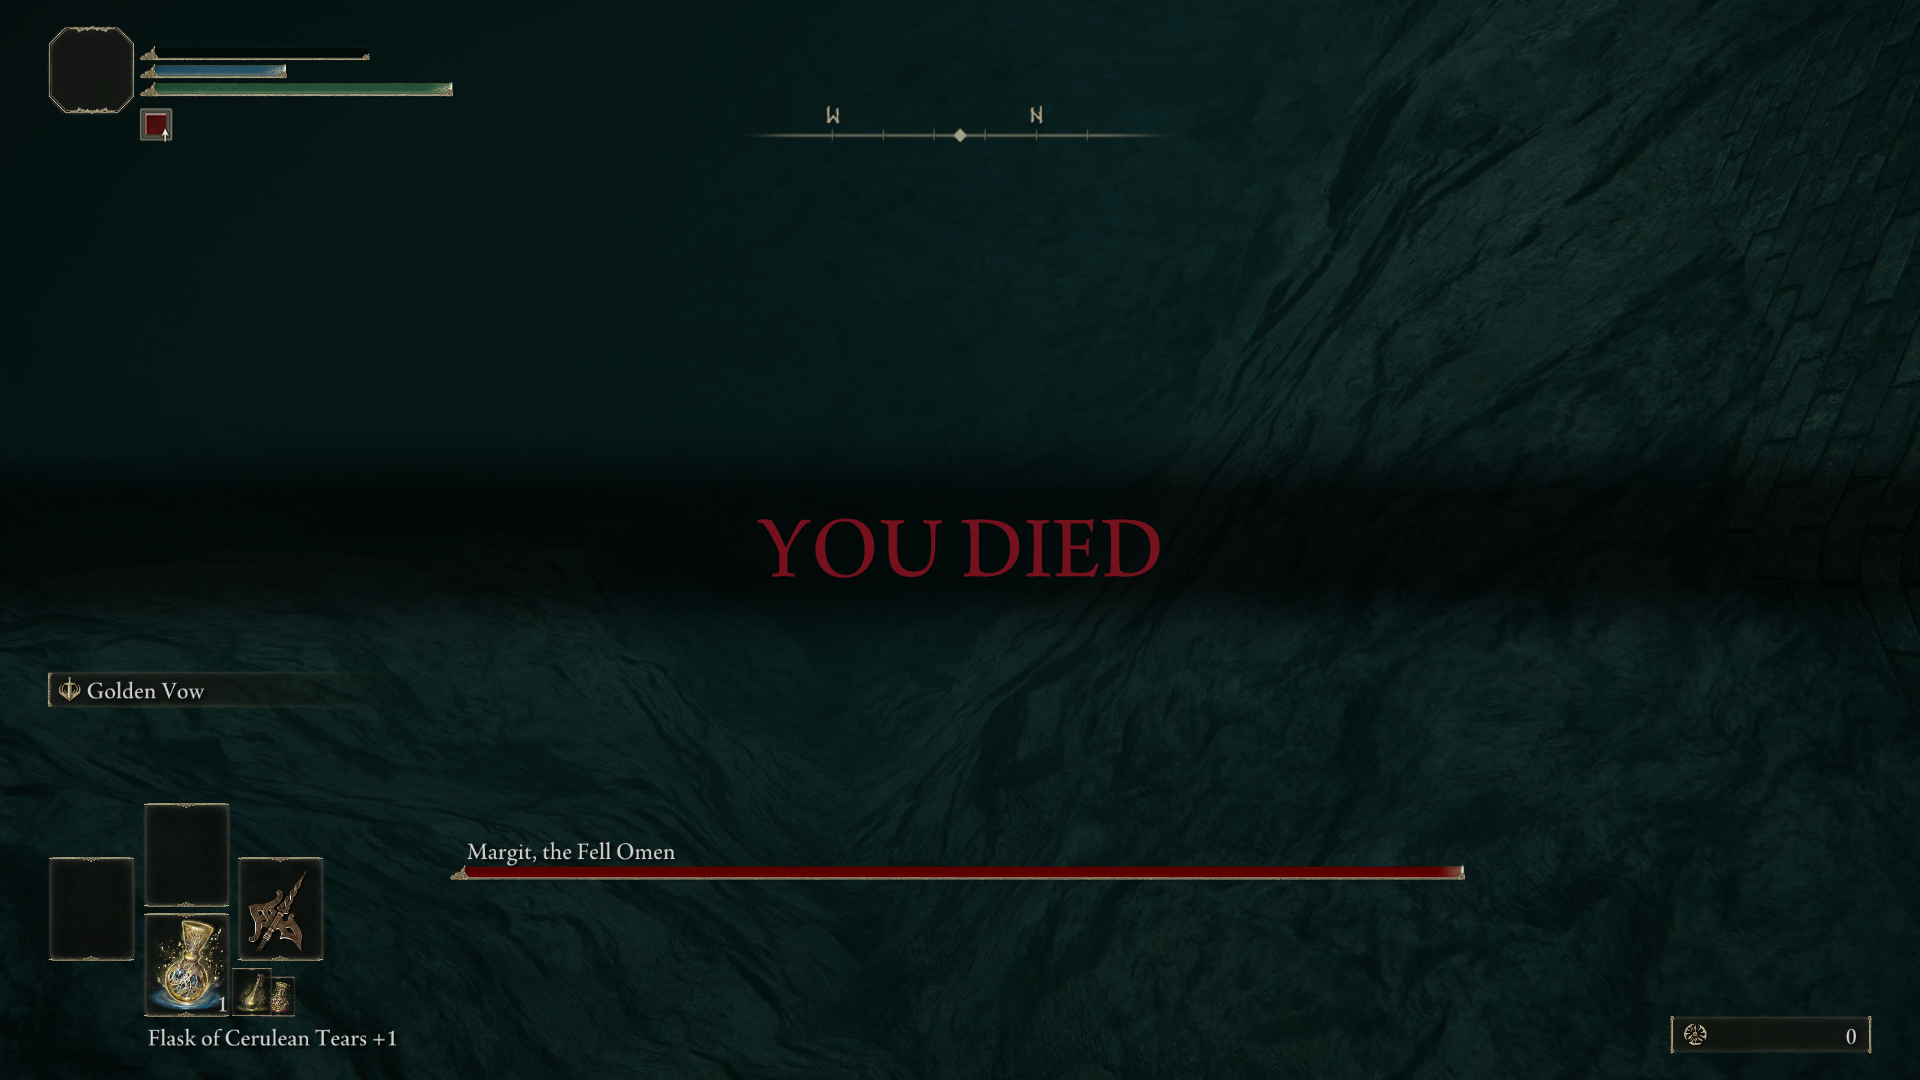 W N
YOU DIED
Golden Vow
Margit, the Fell Omen
1
Flask of Cerulean Tears +1
0